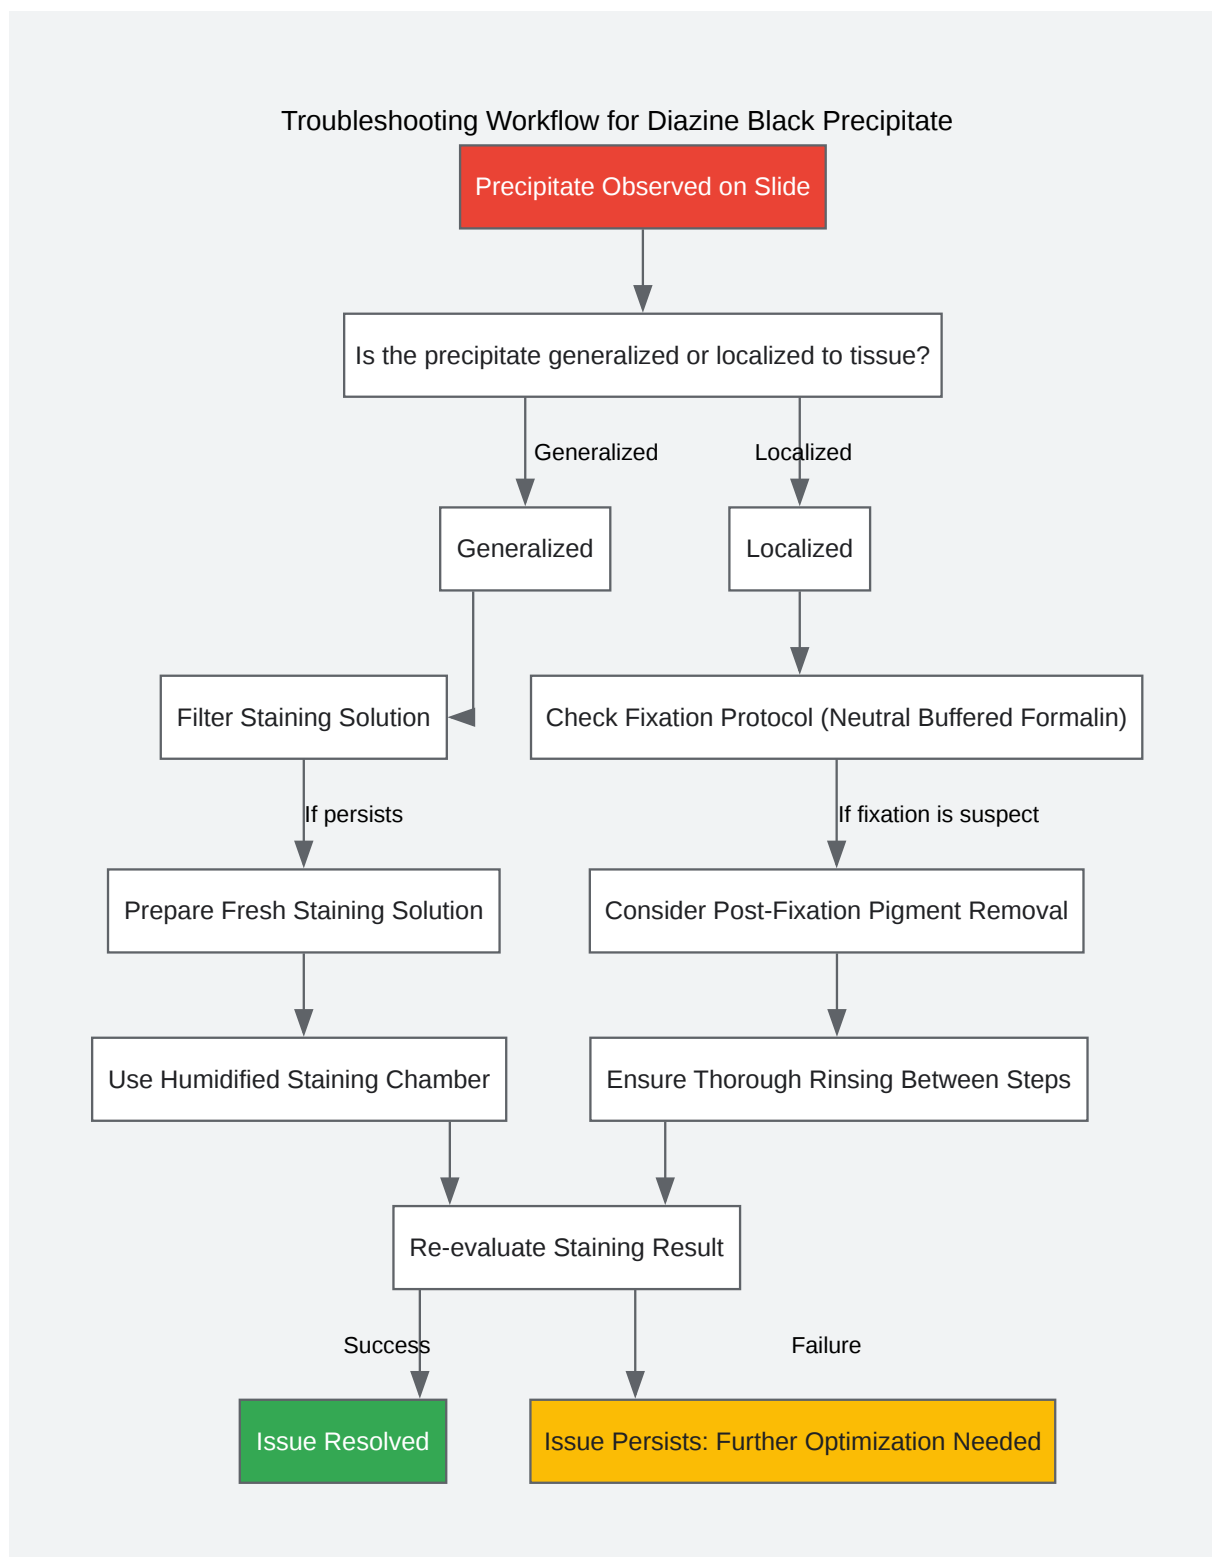 Troubleshooting Workflow for Diazine Black Precipitate
Precipitate Observed on Slide
Is the precipitate generalized or localized to tissue?
Generalized
Localized
Generalized
Localized
Filter Staining Solution
Check Fixation Protocol (Neutral Buffered Formalin)
If persists
If fixation is suspect
Prepare Fresh Staining Solution
Consider Post-Fixation Pigment Removal
Use Humidified Staining Chamber
Ensure Thorough Rinsing Between Steps
Re-evaluate Staining Result
Success
Failure
Issue Resolved
Issue Persists: Further Optimization Needed